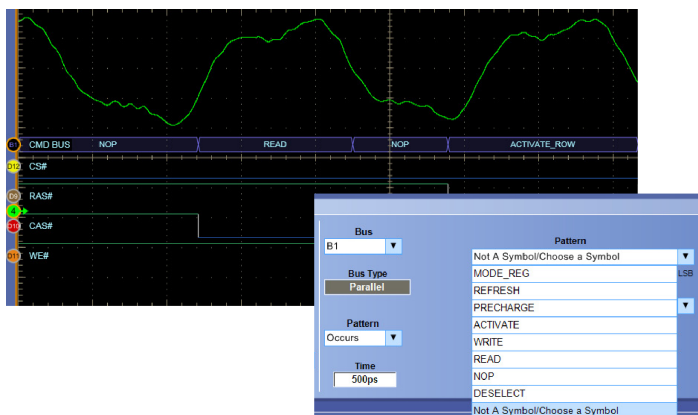 B1 CMD BUS NOP READ NOP ACTIVATE_ROW
D12 CS#
D9 RAS#
4
D10 CAS#
D11 WE#
Bus
B1
Bus Type
Parallel
Pattern
Occurs
Time
500ps
Pattern
Not A Symbol/Choose a Symbol
LSB
MODE_REG
REFRESH
PRECHARGE
ACTIVATE
WRITE
READ
NOP
DESELECT
Not A Symbol/Choose a Symbol